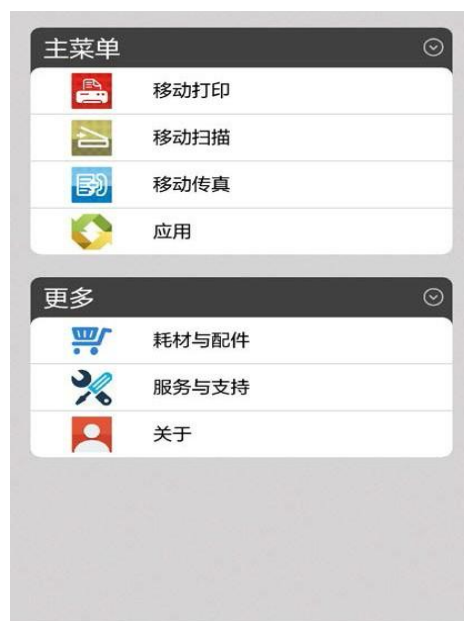 主菜单
移动打印
移动扫描
移动传真
应用
更多
耗材与配件
服务与支持
关于